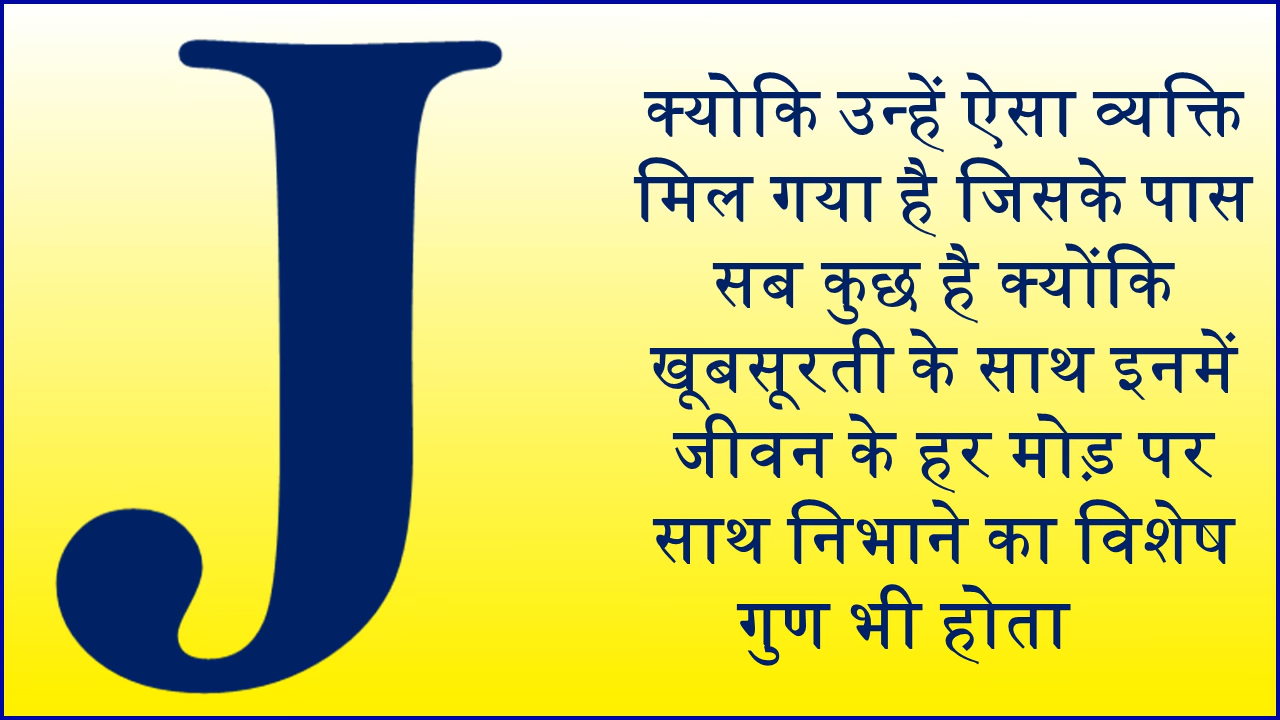 J
क्योकि उन्हें ऐसा व्यक्ति
मिल गया है जिसके पास
सब कुछ है क्योंकि
खूबसूरती के साथ इनमें
जीवन के हर मोड़ पर
साथ निभाने का विशेष
गुण भी होता